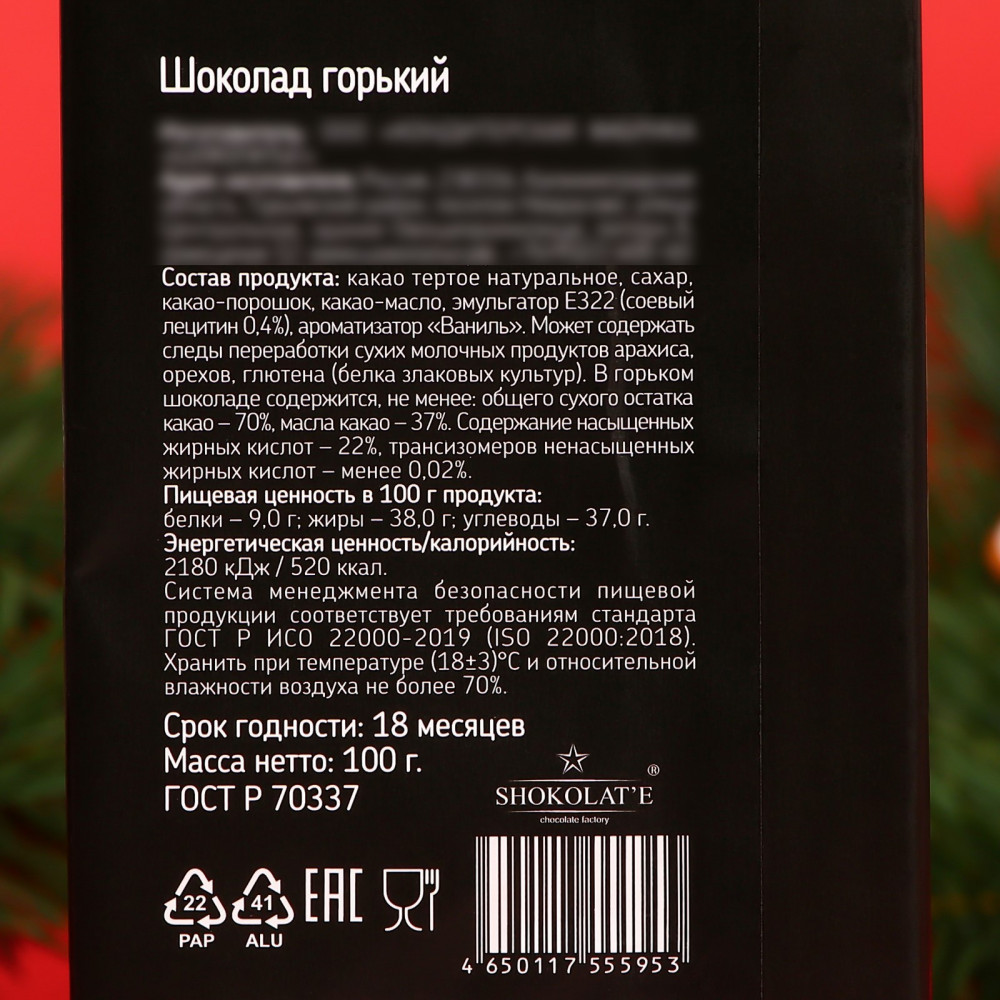 Шоколад горький
Состав продукта: какао тертое натуральное, сахар,
какао-порошок, какао-масло, эмульгатор Е322 (соевый
лецитин 0,4%), ароматизатор «Ваниль». Может содержать
следы переработки сухих молочных продуктов арахиса,
орехов, глютена (белка злаковых культур). В горьком
шоколаде содержится, не менее: общего сухого остатка
какао – 70%, масла какао – 37%. Содержание насыщенных
жирных кислот – 22%, трансизомеров ненасыщенных
жирных кислот – менее 0,02%.
Пищевая ценность в 100 г продукта:
белки – 9,0 г; жиры – 38,0 г; углеводы – 37,0 г.
Энергетическая ценность/калорийность:
2180 кДж / 520 ккал.
Система менеджмента безопасности пищевой
продукции соответствует требованиям стандарта
ГОСТ Р ИСО 22000-2019 (ISO 22000:2018).
Хранить при температуре (18±3)°С и относительной
влажности воздуха не более 70%.
Срок годности: 18 месяцев
Масса нетто: 100 г.
ГОСТ Р 70337
SHOKOLAT'E ®
chocolate factory
22 41 ЕАС
PAP ALU
4 650117 555953